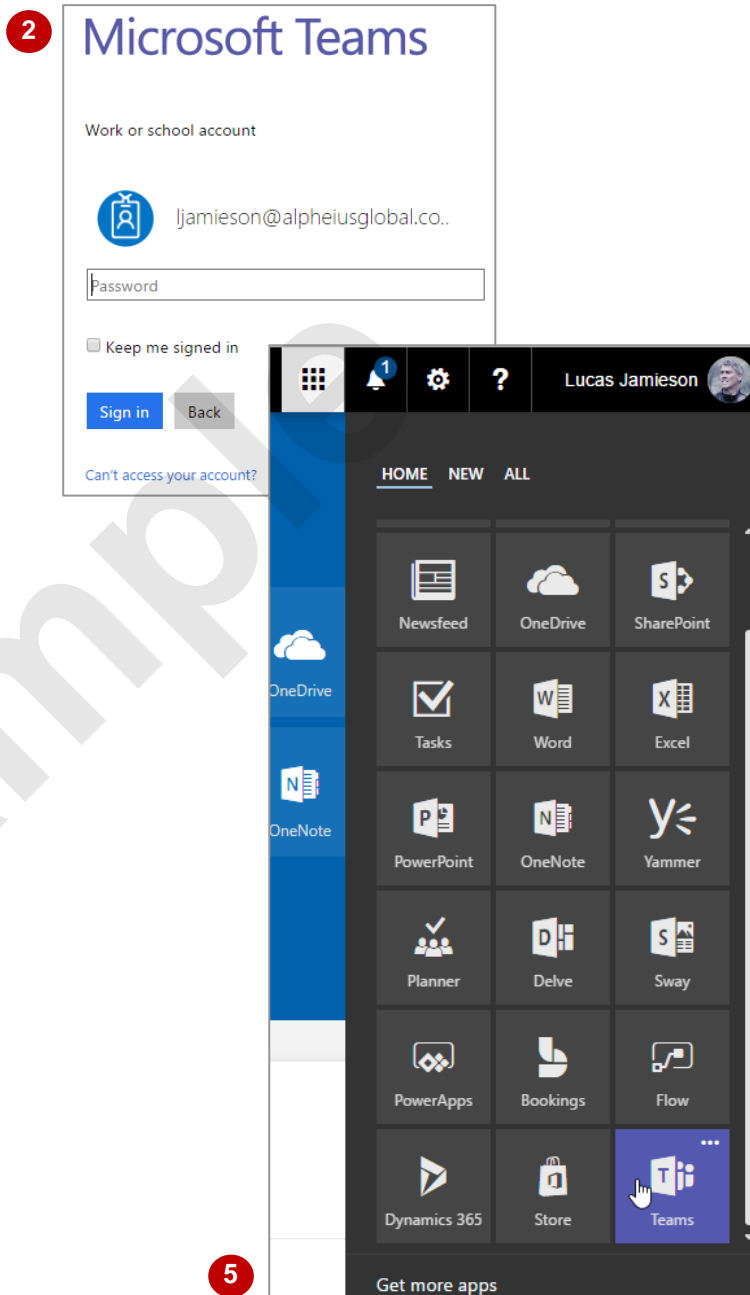 2
Microsoft Teams
Work or school account
ljamieson@alpheiusglobal.co..
Password
Keep me signed in
Sign in Back
Can't access your account?
1 ? Lucas Jamieson
HOME NEW ALL
Newsfeed OneDrive SharePoint
OneDrive
Tasks Word Excel
OneNote
PowerPoint OneNote Yammer
Planner Delve Sway
PowerApps Bookings Flow
Dynamics 365 Store Teams
5
Get more apps